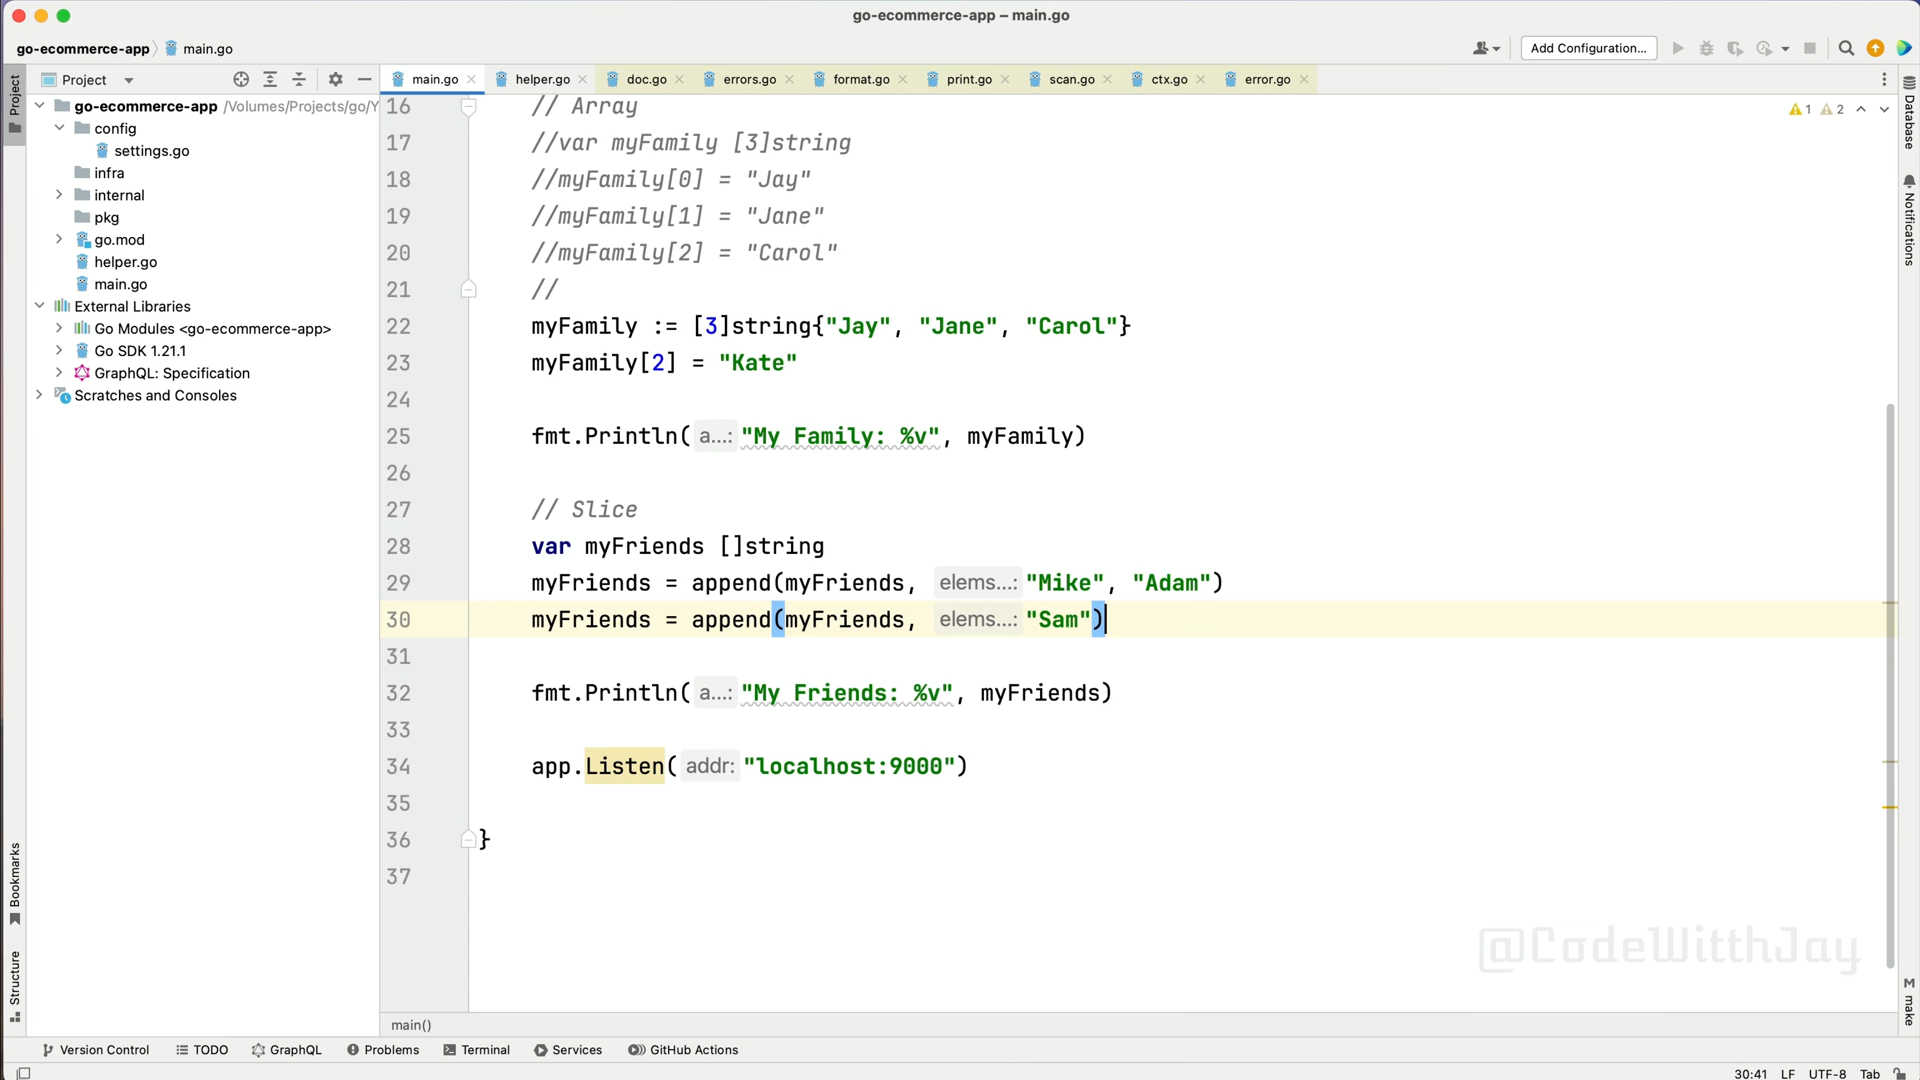 go-ecommerce-app – main.go
go-ecommerce-app
main.go
Add Configuration...
Project
Project
main.go
helper.go
doc.go
errors.go
format.go
print.go
scan.go
ctx.go
error.go
go-ecommerce-app /Volumes/Projects/go/Y
config
settings.go
infra
internal
pkg
go.mod
helper.go
main.go
External Libraries
Go Modules <go-ecommerce-app>
Go SDK 1.21.1
GraphQL: Specification
Scratches and Consoles
1 2
16 // Array
17 //var myFamily [3]string
18 //myFamily[0] = "Jay"
19 //myFamily[1] = "Jane"
20 //myFamily[2] = "Carol"
21 //
22 myFamily := [3]string{"Jay", "Jane", "Carol"}
23 myFamily[2] = "Kate"
24
25 fmt.Println( a...: "My Family: %v", myFamily)
26
27 // Slice
28 var myFriends []string
29 myFriends = append(myFriends, elems...: "Mike", "Adam")
30 myFriends = append(myFriends, elems...: "Sam")
31
32 fmt.Println( a...: "My Friends: %v", myFriends)
33
34 app.Listen( addr: "localhost:9000")
35
36 }
37
@CodeWitthJay
main()
Database
Notifications
M make
Bookmarks
Structure
Version Control
TODO
GraphQL
Problems
Terminal
Services
GitHub Actions
30:41 LF UTF-8 Tab